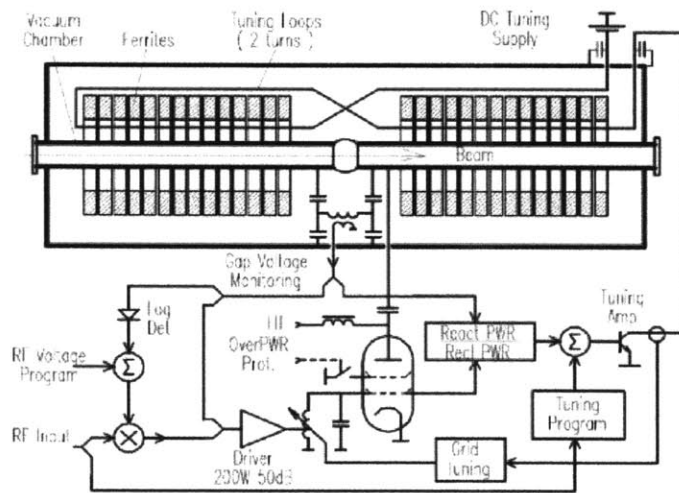 Vacuum
Chamber
Ferrites
Tuning Loops
( 2 turns )
DC Tuning
Supply
Beam
Gap Voltage
Monitoring
Log
Det
HT
OverPWR
Prot.
RF Voltage
Program
Σ
React PWR
Rect PWR
Σ
Tuning
Amp
RF Input
Driver
200W 50dB
Grid
Tuning
Tuning
Program